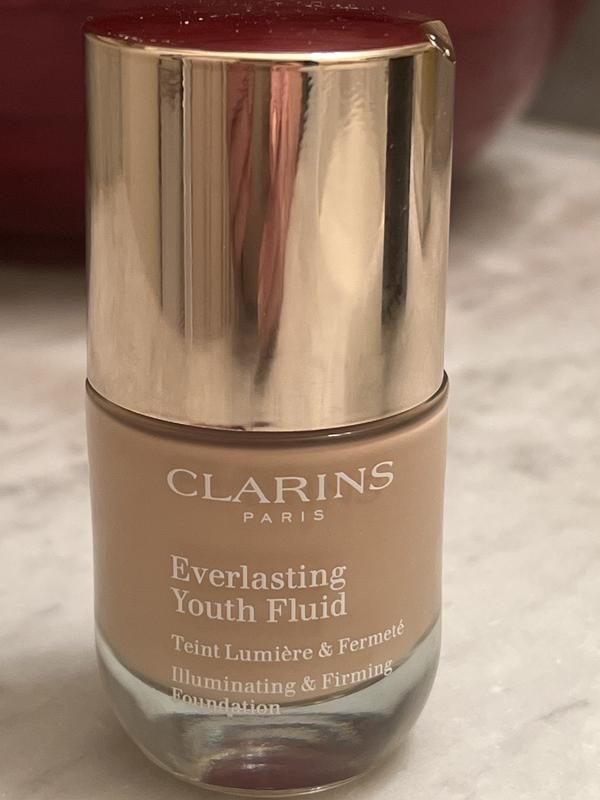 CLARINS
PARIS
Everlasting
Youth Fluid
Teint Lumière & Fermeté
Illuminating & Firming
Foundation